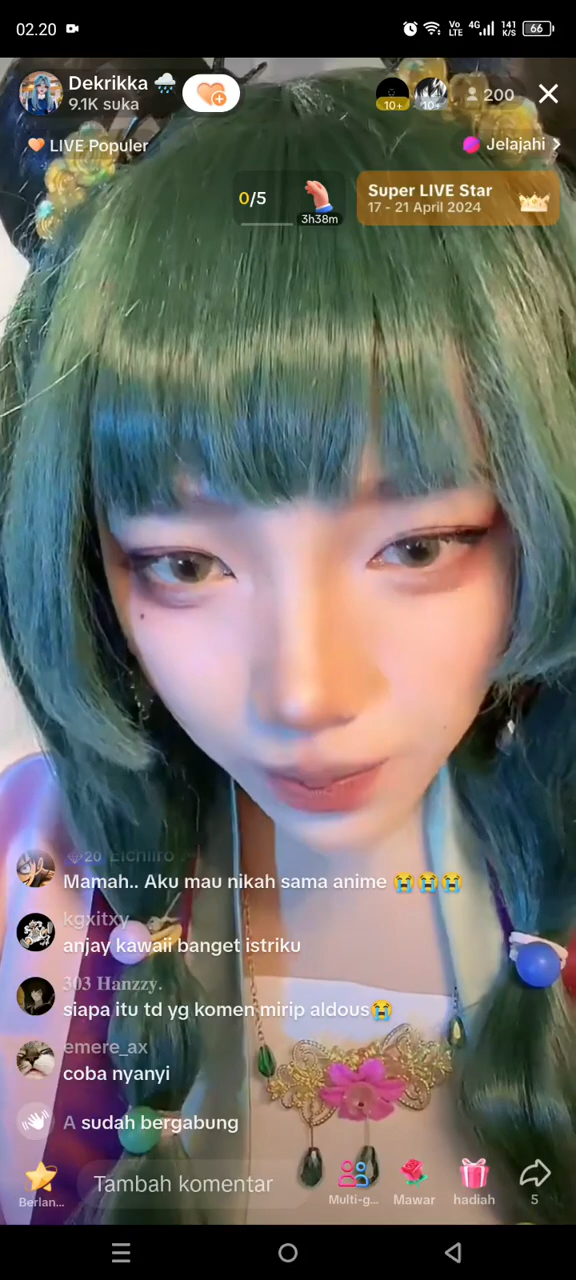 02.20
Vo LTE 4G 141 K/S 66
Dekrikka 🌧️
9.1K suka
10+ 10+ 200
LIVE Populer
Jelajahi
0/5
3h38m
Super LIVE Star
17 - 21 April 2024
20 Eichiiro
Mamah.. Aku mau nikah sama anime 😭😭😭
kgxitxy
anjay kawaii banget istriku
303 Hanzzy.
siapa itu td yg komen mirip aldous😭
emere_ax
coba nyanyi
A sudah bergabung
Berlan...
Tambah komentar
Multi-g...
Mawar
hadiah
5